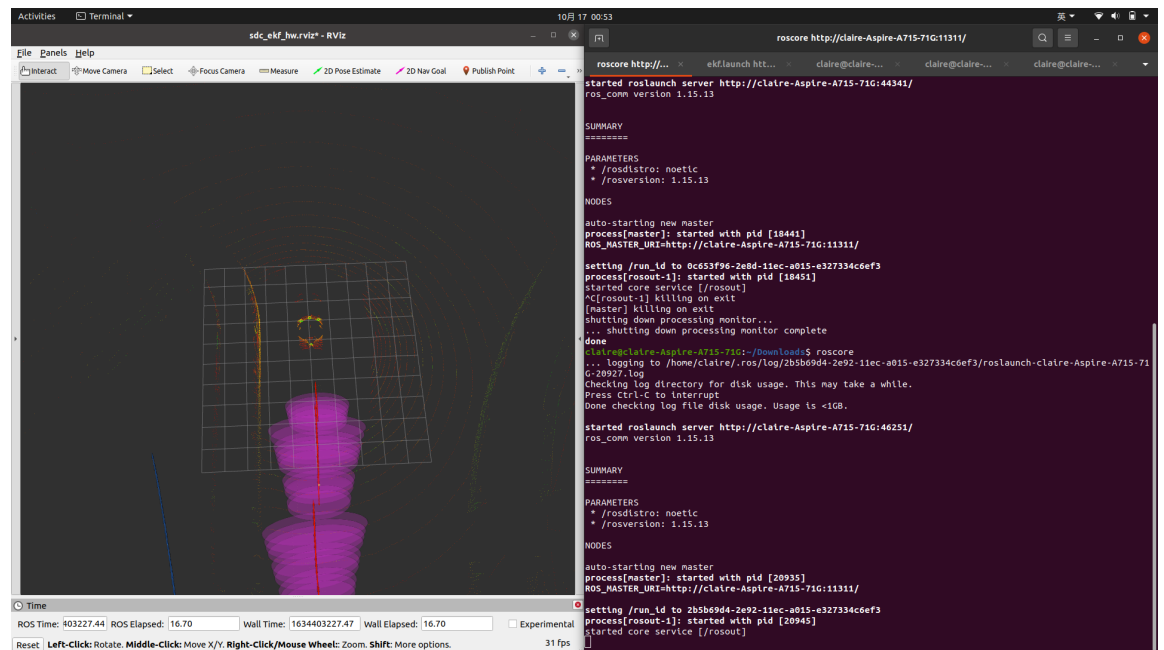 Activities Terminal 10月 17 00:53 英
sdc_ekf_hw.rviz* - RViz
File Panels Help
Interact Move Camera Select Focus Camera Measure 2D Pose Estimate 2D Nav Goal Publish Point »
Time
ROS Time: 403227.44 ROS Elapsed: 16.70 Wall Time: 1634403227.47 Wall Elapsed: 16.70 Experimental
Reset Left-Click: Rotate. Middle-Click: Move X/Y. Right-Click/Mouse Wheel:: Zoom. Shift: More options. 31 fps
roscore http://claire-Aspire-A715-71G:11311/
roscore http://... × ekf.launch htt... × claire@claire-... × claire@claire-... × claire@claire-... ×
started roslaunch server http://claire-Aspire-A715-71G:44341/
ros_comm version 1.15.13
SUMMARY
========
PARAMETERS
* /rosdistro: noetic
* /rosversion: 1.15.13
NODES
auto-starting new master
process[master]: started with pid [18441]
ROS_MASTER_URI=http://claire-Aspire-A715-71G:11311/
setting /run_id to 0c653f96-2e8d-11ec-a015-e327334c6ef3
process[rosout-1]: started with pid [18451]
started core service [/rosout]
^C[rosout-1] killing on exit
[master] killing on exit
shutting down processing monitor...
... shutting down processing monitor complete
done
claire@claire-Aspire-A715-71G:~/Downloads$ roscore
... logging to /home/claire/.ros/log/2b5b69d4-2e92-11ec-a015-e327334c6ef3/roslaunch-claire-Aspire-A715-71
G-20927.log
Checking log directory for disk usage. This may take a while.
Press Ctrl-C to interrupt
Done checking log file disk usage. Usage is <1GB.
started roslaunch server http://claire-Aspire-A715-71G:46251/
ros_comm version 1.15.13
SUMMARY
========
PARAMETERS
* /rosdistro: noetic
* /rosversion: 1.15.13
NODES
auto-starting new master
process[master]: started with pid [20935]
ROS_MASTER_URI=http://claire-Aspire-A715-71G:11311/
setting /run_id to 2b5b69d4-2e92-11ec-a015-e327334c6ef3
process[rosout-1]: started with pid [20945]
started core service [/rosout]